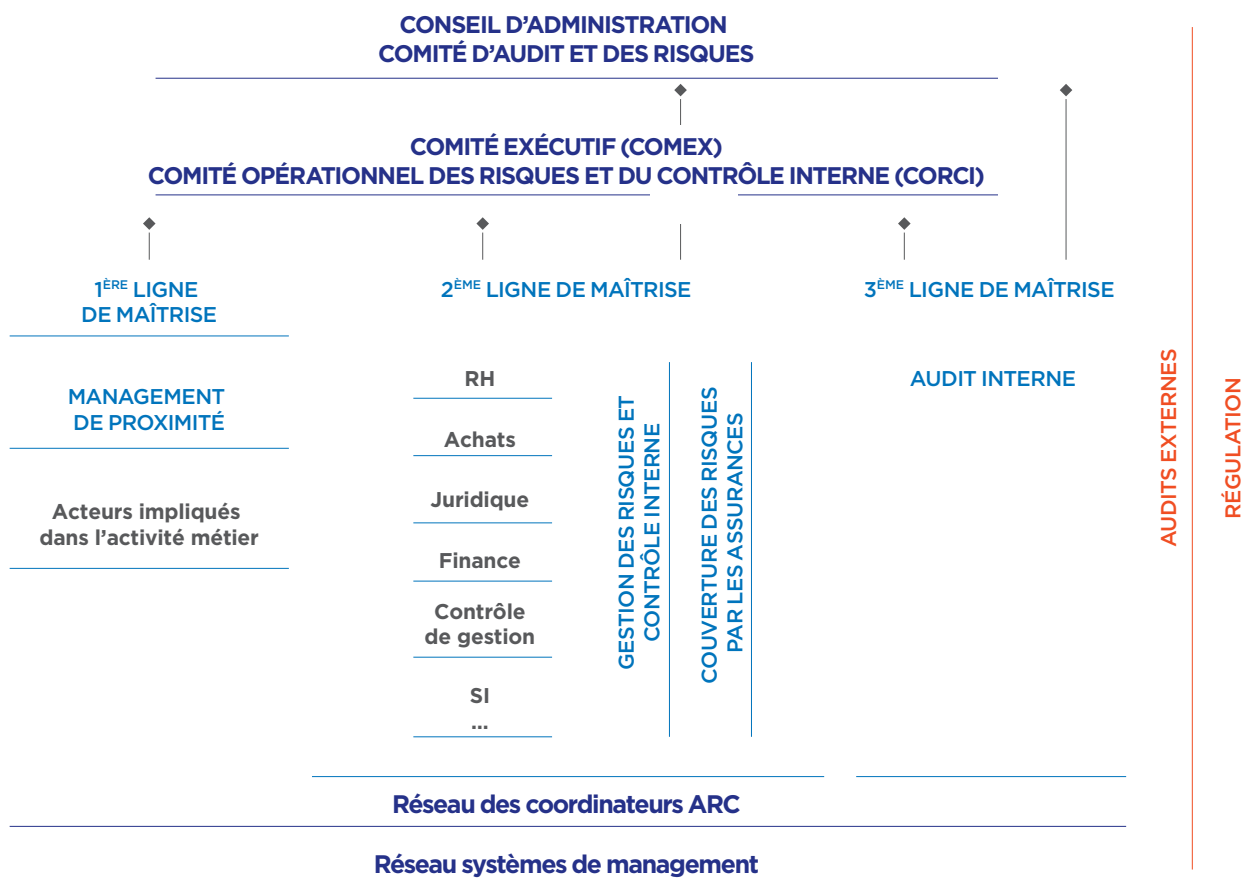 CONSEIL D’ADMINISTRATION
COMITÉ D’AUDIT ET DES RISQUES
COMITÉ EXÉCUTIF (COMEX)
COMITÉ OPÉRATIONNEL DES RISQUES ET DU CONTRÔLE INTERNE (CORCI)
1ÈRE LIGNE
DE MAÎTRISE
MANAGEMENT
DE PROXIMITÉ
Acteurs impliqués
dans l’activité métier
2ÈME LIGNE DE MAÎTRISE
RH
Achats
Juridique
Finance
Contrôle
de gestion
SI
...
GESTION DES RISQUES ET
CONTRÔLE INTERNE
COUVERTURE DES RISQUES
PAR LES ASSURANCES
3ÈME LIGNE DE MAÎTRISE
AUDIT INTERNE
AUDITS EXTERNES
RÉGULATION
Réseau des coordinateurs ARC
Réseau systèmes de management